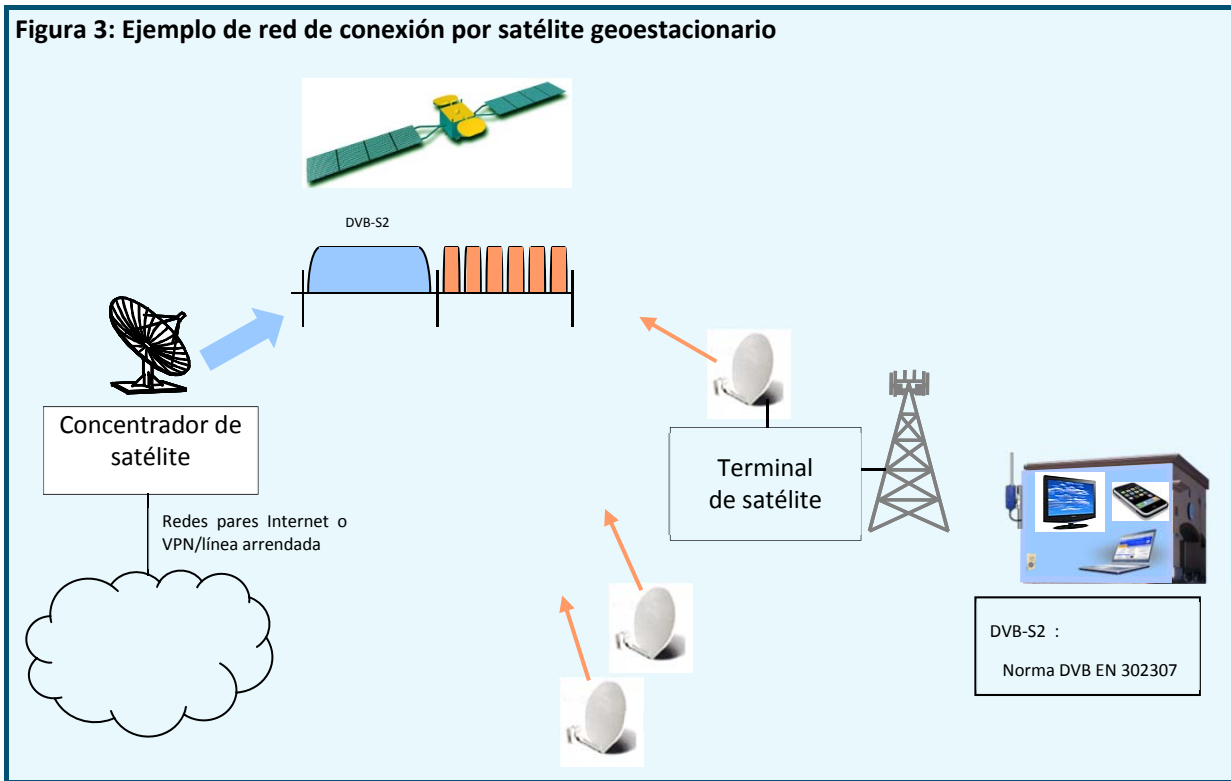 Figura 3: Ejemplo de red de conexión por satélite geoestacionario
DVB-S2
Concentrador de
satélite
Redes pares Internet o
VPN/línea arrendada
Terminal
de satélite
DVB-S2 :
Norma DVB EN 302307